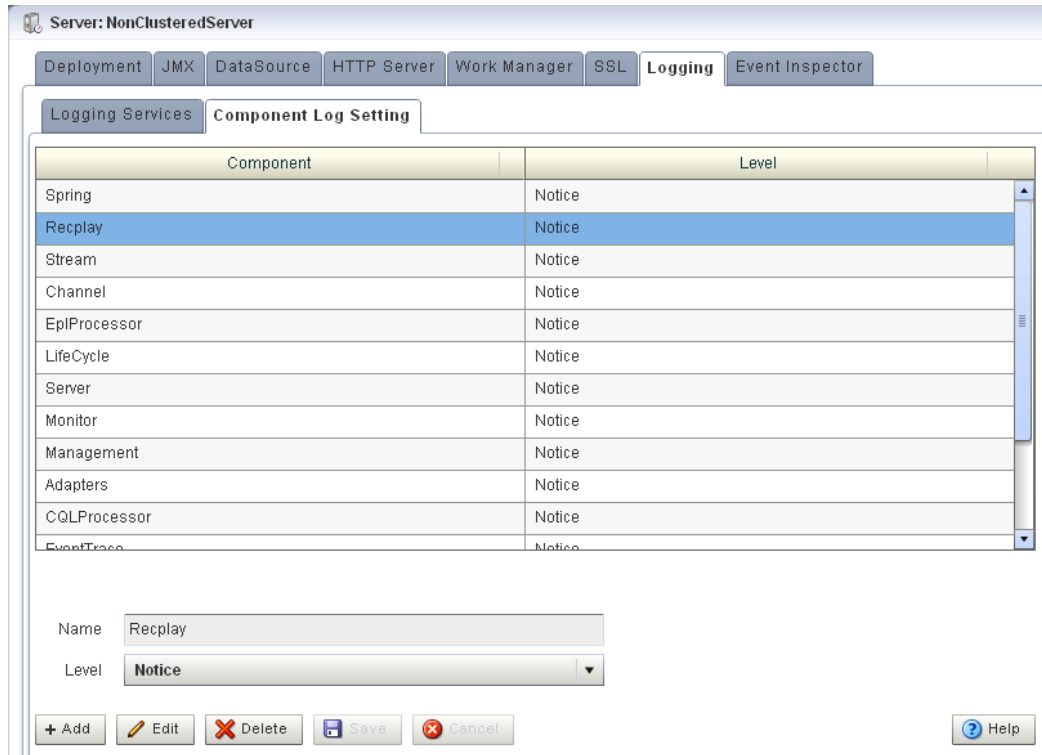 Server: NonClusteredServer
Deployment JMX DataSource HTTP Server Work Manager SSL Logging Event Inspector
Logging Services Component Log Setting
Component Level
Spring Notice
Recplay Notice
Stream Notice
Channel Notice
EplProcessor Notice
LifeCycle Notice
Server Notice
Monitor Notice
Management Notice
Adapters Notice
CQLProcessor Notice
EventTrace Notice
Name Recplay
Level Notice
+ Add Edit Delete Save Cancel Help